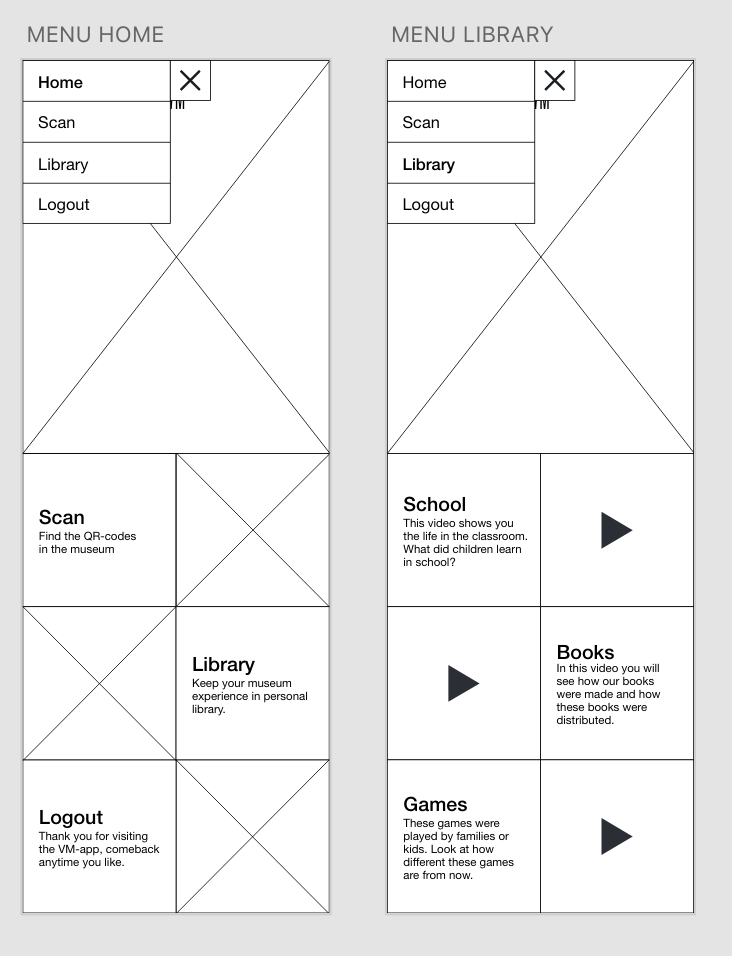 MENU HOME
Home
Scan
Library
Logout
Scan
Find the QR-codes
in the museum
Library
Keep your museum
experience in personal
library.
Logout
Thank you for visiting
the VM-app, comeback
anytime you like.
MENU LIBRARY
Home
Scan
Library
Logout
School
This video shows you
the life in the classroom.
What did children learn
in school?
Books
In this video you will
see how our books
were made and how
these books were
distributed.
Games
These games were
played by families or
kids. Look at how
different these games
are from now.